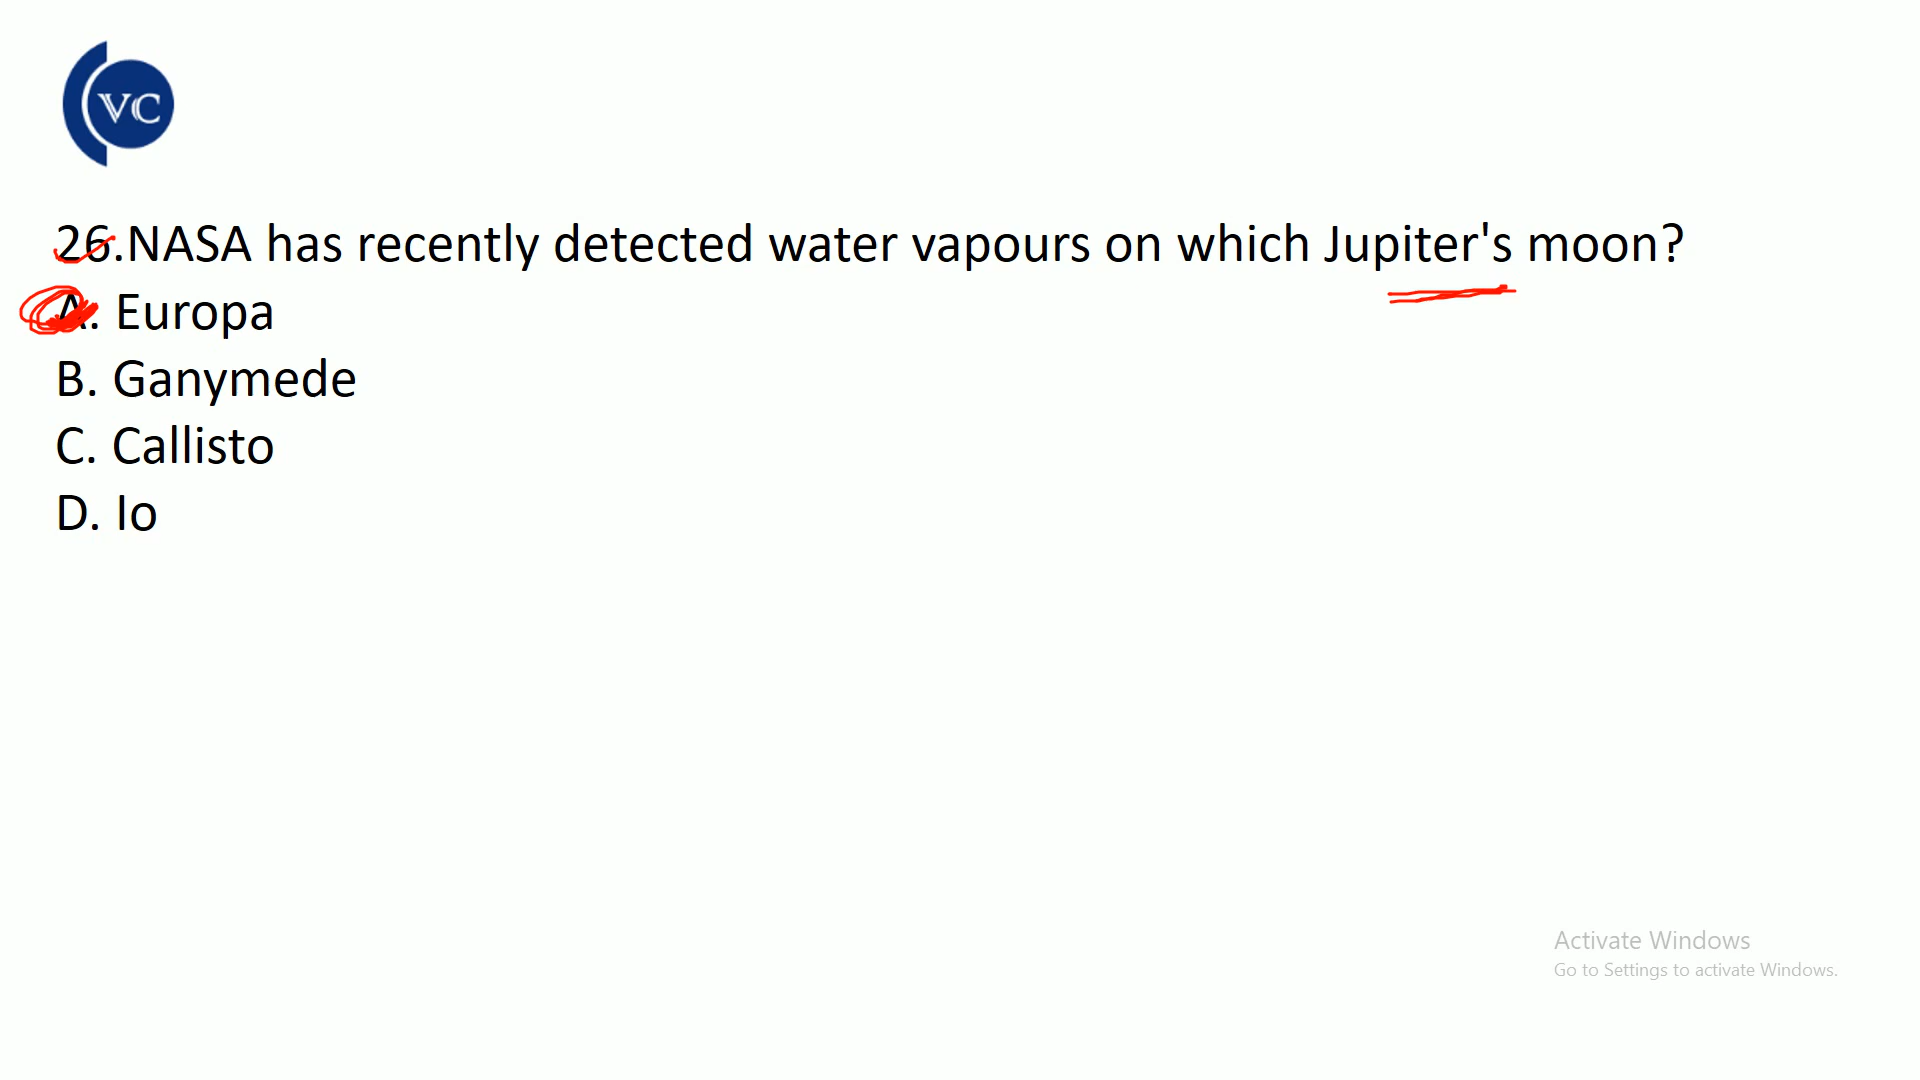 VC
26.NASA has recently detected water vapours on which Jupiter's moon?
A. Europa
B. Ganymede
C. Callisto
D. Io
Activate Windows
Go to Settings to activate Windows.